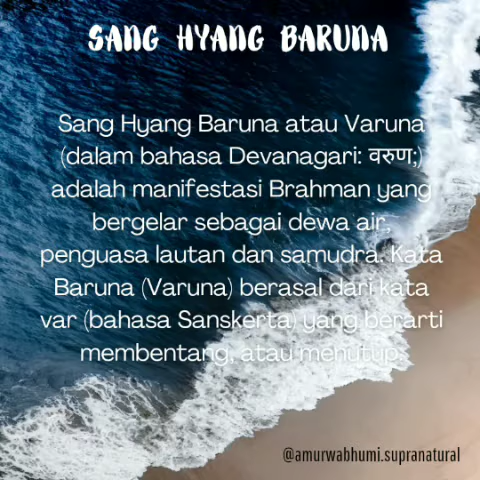 SANG HYANG BARUNA
Sang Hyang Baruna atau Varuna
(dalam bahasa Devanagari: वरुण;)
adalah manifestasi Brahman yang
bergelar sebagai dewa air,
penguasa lautan dan samudra. Kata
Baruna (Varuna) berasal dari kata
var (bahasa Sanskerta) yang berarti
membentang, atau menutup.
@amurwabhumi.supranatural